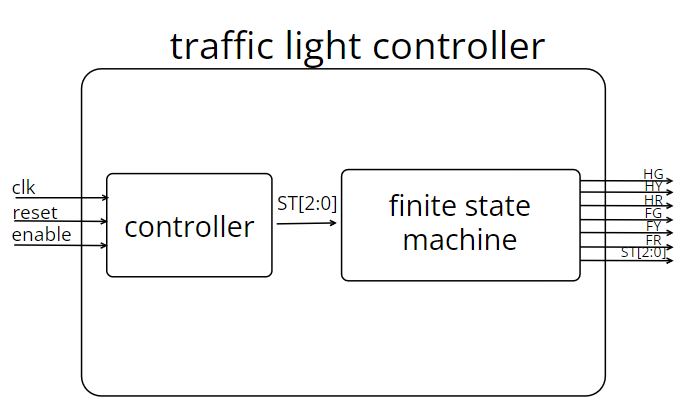 traffic light controller
clk
reset
enable
controller
ST[2:0]
finite state
machine
HG
HY
HR
FG
FY
FR
ST[2:0]